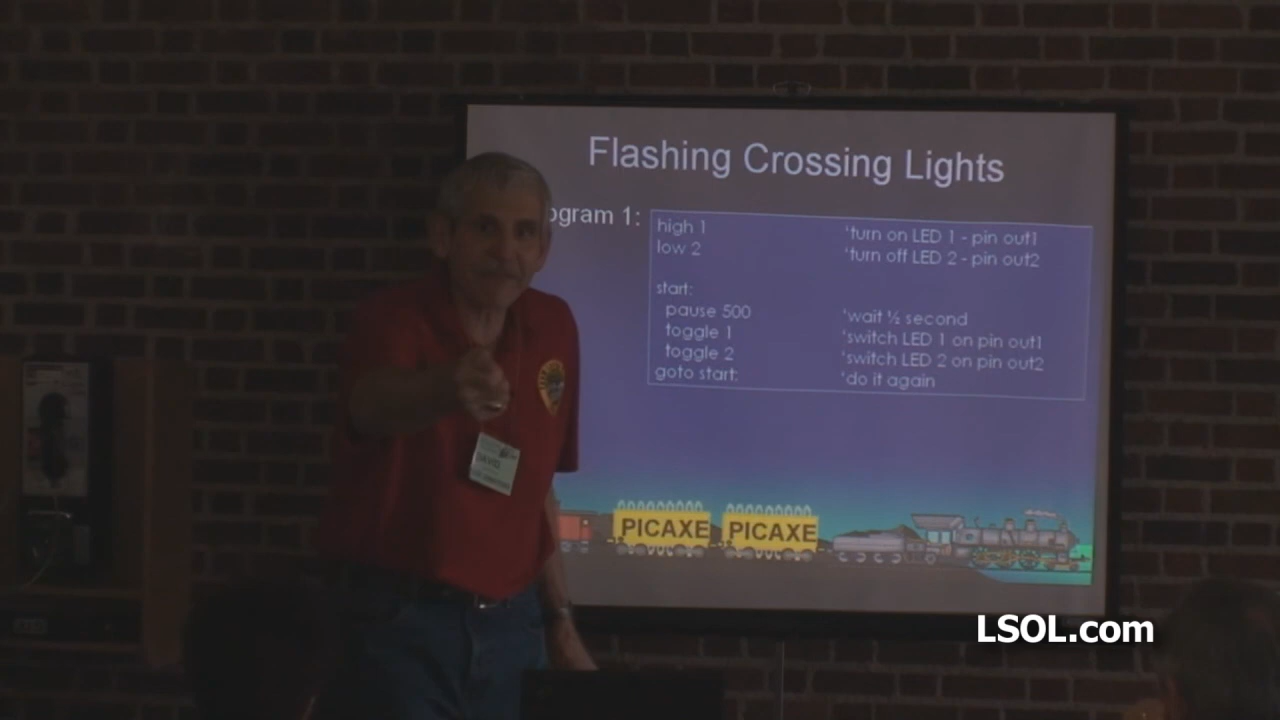 Flashing Crossing Lights
ogram 1:
high 1 'turn on LED 1 - pin out1
low 2 'turn off LED 2 - pin out2
start:
pause 500 'wait ½ second
toggle 1 'switch LED 1 on pin out1
toggle 2 'switch LED 2 on pin out2
goto start: 'do it again
DAVID
PICAXE PICAXE
LSOL.com